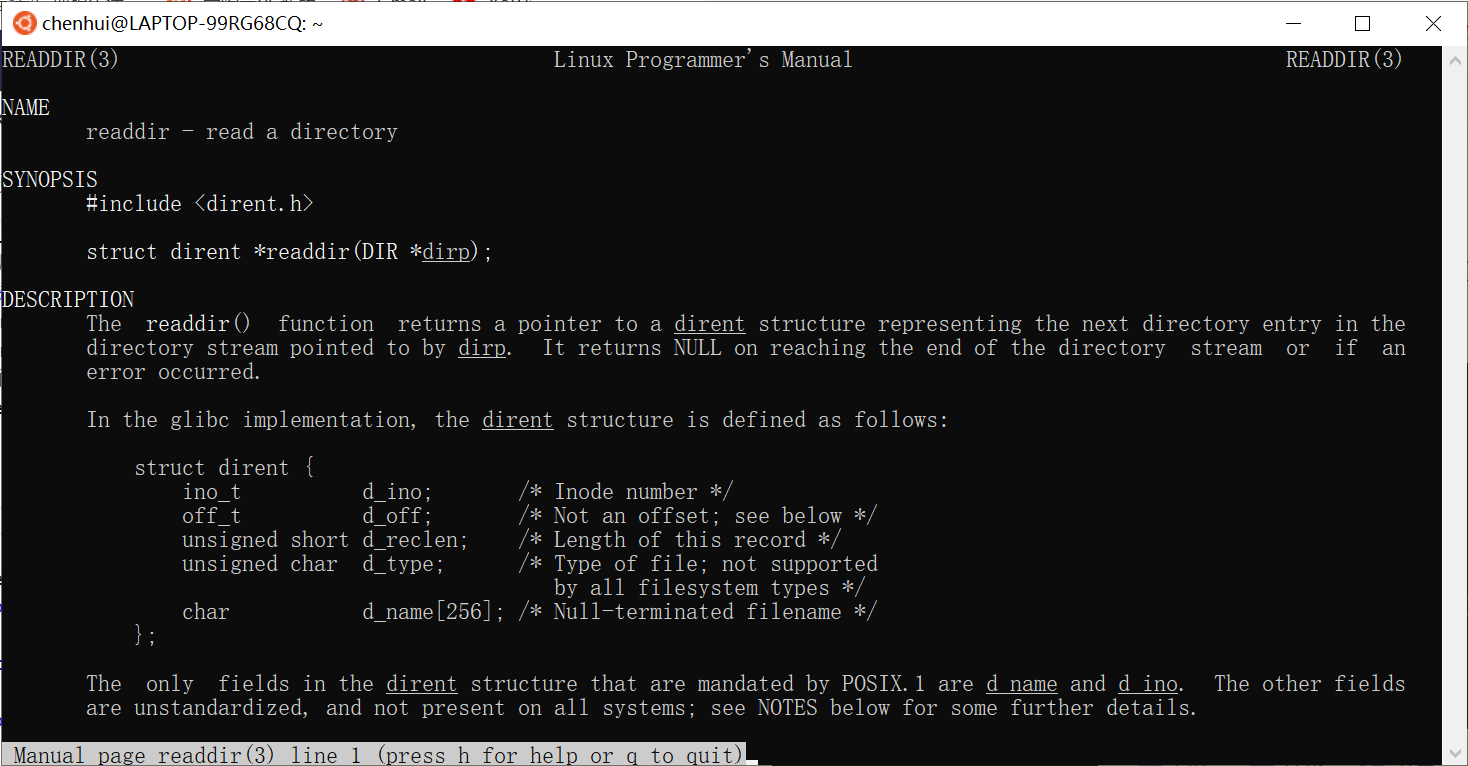 chenhui@LAPTOP-99RG68CQ: ~
READDIR(3) Linux Programmer's Manual READDIR(3)
NAME
readdir - read a directory
SYNOPSIS
#include <dirent.h>
struct dirent *readdir(DIR *dirp);
DESCRIPTION
The readdir() function returns a pointer to a dirent structure representing the next directory entry in the
directory stream pointed to by dirp. It returns NULL on reaching the end of the directory stream or if an
error occurred.
In the glibc implementation, the dirent structure is defined as follows:
struct dirent {
ino_t d_ino; /* Inode number */
off_t d_off; /* Not an offset; see below */
unsigned short d_reclen; /* Length of this record */
unsigned char d_type; /* Type of file; not supported
by all filesystem types */
char d_name[256]; /* Null-terminated filename */
};
The only fields in the dirent structure that are mandated by POSIX.1 are d_name and d_ino. The other fields
are unstandardized, and not present on all systems; see NOTES below for some further details.
Manual page readdir(3) line 1 (press h for help or q to quit)